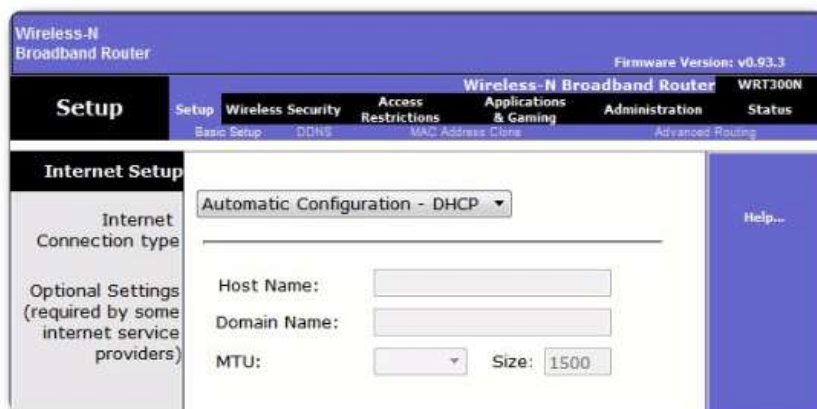 Wireless-N
Broadband Router
Firmware Version: v0.93.3
Wireless-N Broadband Router WRT300N
Setup
Setup Wireless Security Access Restrictions Applications & Gaming Administration Status
Basic Setup DDNS MAC Address Clone Advanced Routing
Internet Setup
Internet
Connection type
Automatic Configuration - DHCP
Help...
Optional Settings
(required by some
internet service
providers)
Host Name:
Domain Name:
MTU: Size: 1500